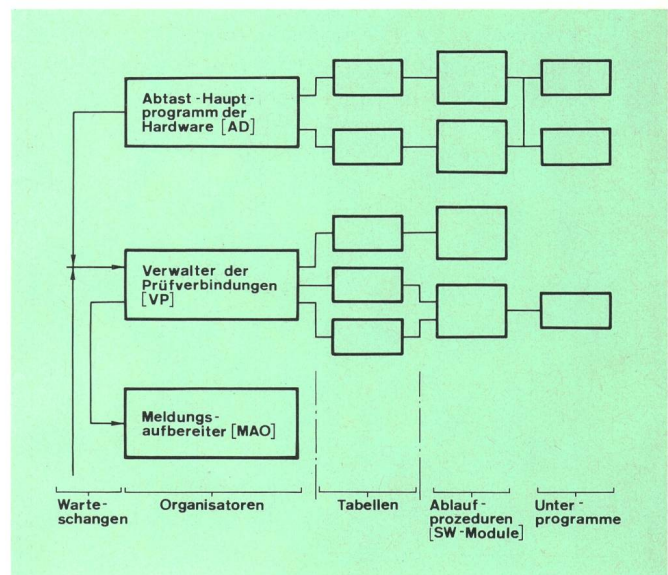 Abtast-Haupt-
programm der
Hardware [AD]
Verwalter der
Prüfverbindungen
[VP]
Meldungs-
aufbereiter [MAO]
Warte-
schangen
Organisatoren
Tabellen
Ablauf-
prozeduren
[SW-Module]
Unter-
programme